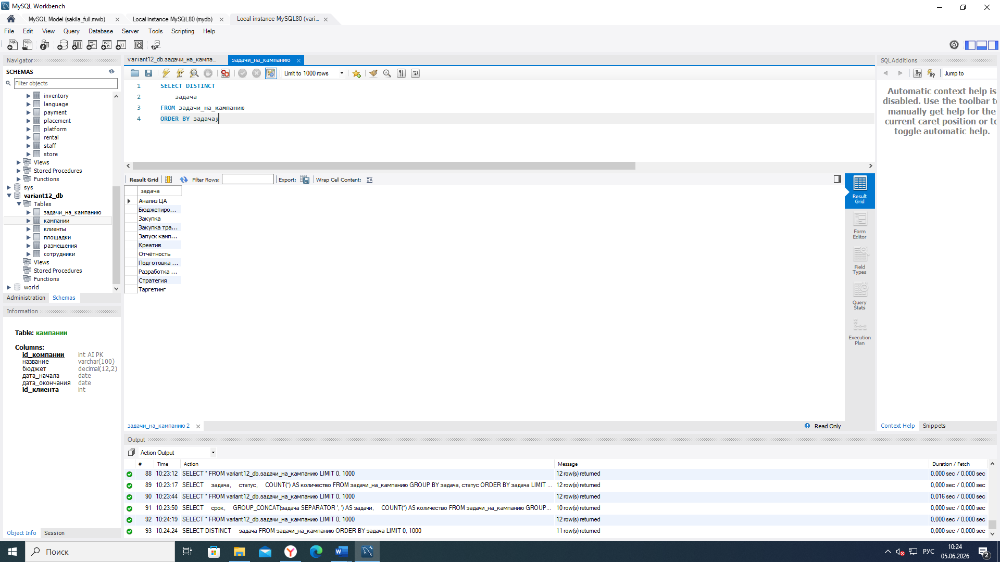 MySQL Workbench
MySQL Model (sakila_full.mwb)
Local instance MySQL80 (mydb)
Local instance MySQL80 (vari...
File Edit View Query Database Server Tools Scripting Help
Navigator
SCHEMAS
Filter objects
inventory
language
payment
placement
platform
rental
staff
store
Views
Stored Procedures
Functions
sys
variant12_db
Tables
задачи_на_кампанию
кампании
клиенты
площадки
размещения
сотрудники
Views
Stored Procedures
Functions
world
Administration Schemas
Information
Table: кампании
Columns:
id_компании int AI PK
название varchar(100)
бюджет decimal(12,2)
дата_начала date
дата_окончания date
id_клиента int
Object Info Session
variant12_db.задачи_на_кампа...
задачи_на_кампанию
Limit to 1000 rows
1 SELECT DISTINCT
2 задача
3 FROM задачи_на_кампанию
4 ORDER BY задача;
Result Grid Filter Rows: Export: Wrap Cell Content:
задача
Анализ ЦА
Бюджетиро...
Закупка
Закупка тра...
Запуск камп...
Креатив
Отчётность
Подготовка ...
Разработка ...
Стратегия
Таргетинг
Result Grid
Form Editor
Field Types
Query Stats
Execution Plan
задачи_на_кампанию 2
Read Only
SQLAdditions
Jump to
Automatic context help is
disabled. Use the toolbar t
manually get help for the
current caret position or to
toggle automatic help.
Context Help Snippets
Output
Action Output
# Time Action Message Duration / Fetch
88 10:23:12 SELECT * FROM variant12_db.задачи_на_кампанию LIMIT 0, 1000 12 row(s) returned 0,000 sec / 0,000 sec
89 10:23:17 SELECT задача, статус, COUNT(*) AS количество FROM задачи_на_кампанию GROUP BY задача, статус ORDER BY задача LIMIT ... 12 row(s) returned 0,000 sec / 0,000 sec
90 10:23:44 SELECT * FROM variant12_db.задачи_на_кампанию LIMIT 0, 1000 12 row(s) returned 0,016 sec / 0,000 sec
91 10:23:50 SELECT срок, GROUP_CONCAT(задача SEPARATOR ', ') AS задачи, COUNT(*) AS количество FROM задачи_на_кампанию GROUP... 10 row(s) returned 0,000 sec / 0,000 sec
92 10:24:19 SELECT * FROM variant12_db.задачи_на_кампанию LIMIT 0, 1000 12 row(s) returned 0,000 sec / 0,000 sec
93 10:24:24 SELECT DISTINCT задача FROM задачи_на_кампанию ORDER BY задача LIMIT 0, 1000 11 row(s) returned 0,000 sec / 0,000 sec
Поиск
РУС
10:24
05.06.2026
2